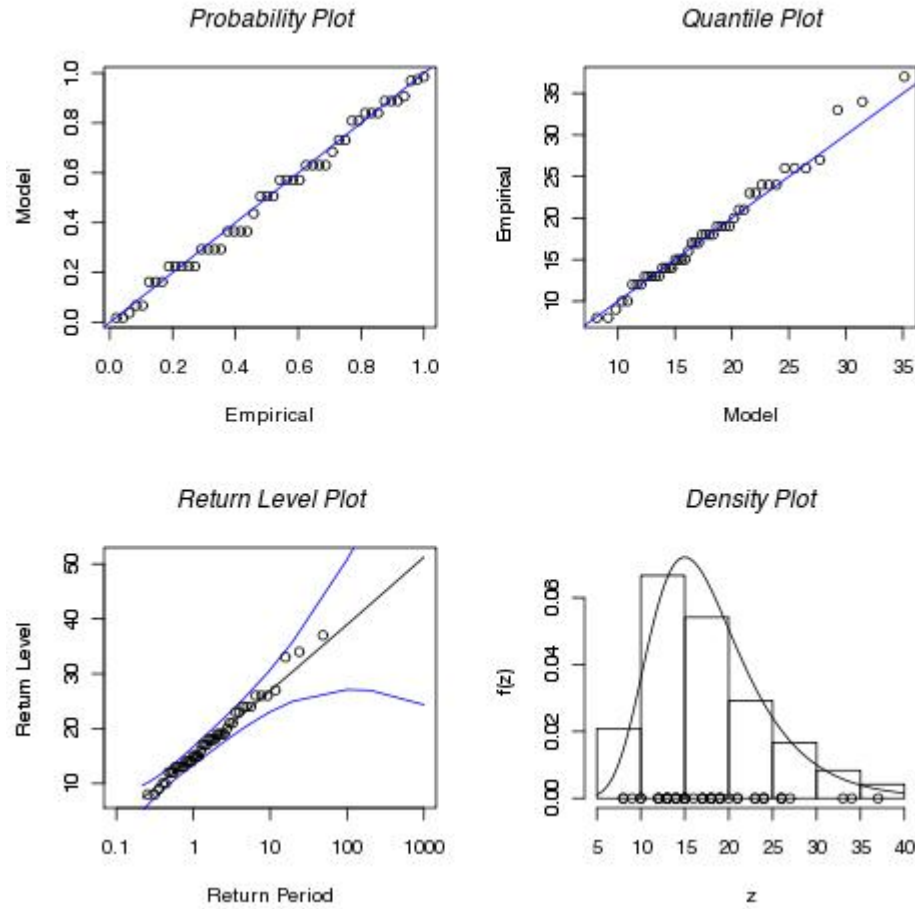 Probability Plot
Model
0.0 0.2 0.4 0.6 0.8 1.0
0.0 0.2 0.4 0.6 0.8 1.0
Empirical
Quantile Plot
Empirical
10 15 20 25 30 35
10 15 20 25 30 35
Model
Return Level Plot
Return Level
10 20 30 40 50
0.1 1 10 100 1000
Return Period
Density Plot
f(z)
0.00 0.02 0.04 0.06
5 10 15 20 25 30 35 40
z